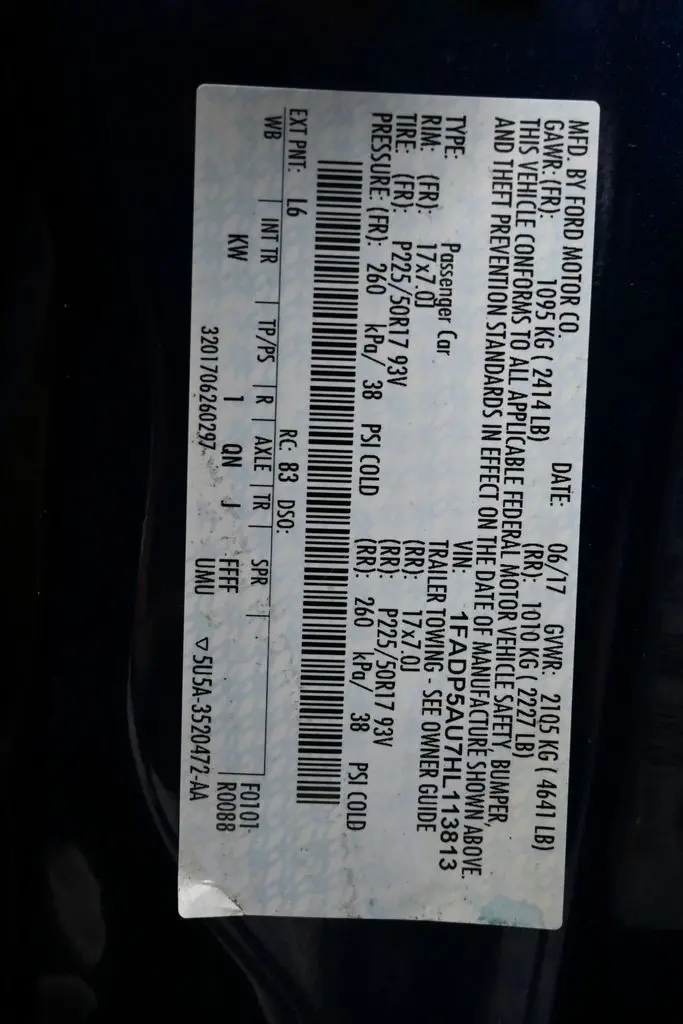 MFD. BY FORD MOTOR CO. DATE: 06/17 GVWR: 2105 KG ( 4641 LB)
GAWR: (FR): 1095 KG ( 2414 LB) (RR): 1010 KG ( 2227 LB)
THIS VEHICLE CONFORMS TO ALL APPLICABLE FEDERAL MOTOR VEHICLE SAFETY, BUMPER,
AND THEFT PREVENTION STANDARDS IN EFFECT ON THE DATE OF MANUFACTURE SHOWN ABOVE.
VIN: 1FADP5AU7HL113813
TYPE: Passenger Car TRAILER TOWING - SEE OWNER GUIDE
RIM: (FR): 17x7.0J (RR): 17x7.0J
TIRE: (FR): P225/50R17 93V (RR): P225/50R17 93V
PRESSURE: (FR): 260 kPa/ 38 PSI COLD (RR): 260 kPa/ 38 PSI COLD
EXT PNT: L6 RC: 83 DSO: F0101-
WB | INT TR | TP/PS | R | AXLE | TR | SPR R0088
KW 1 QN J FFFF
3201706260297 UMU ▽5U5A-3520472-AA